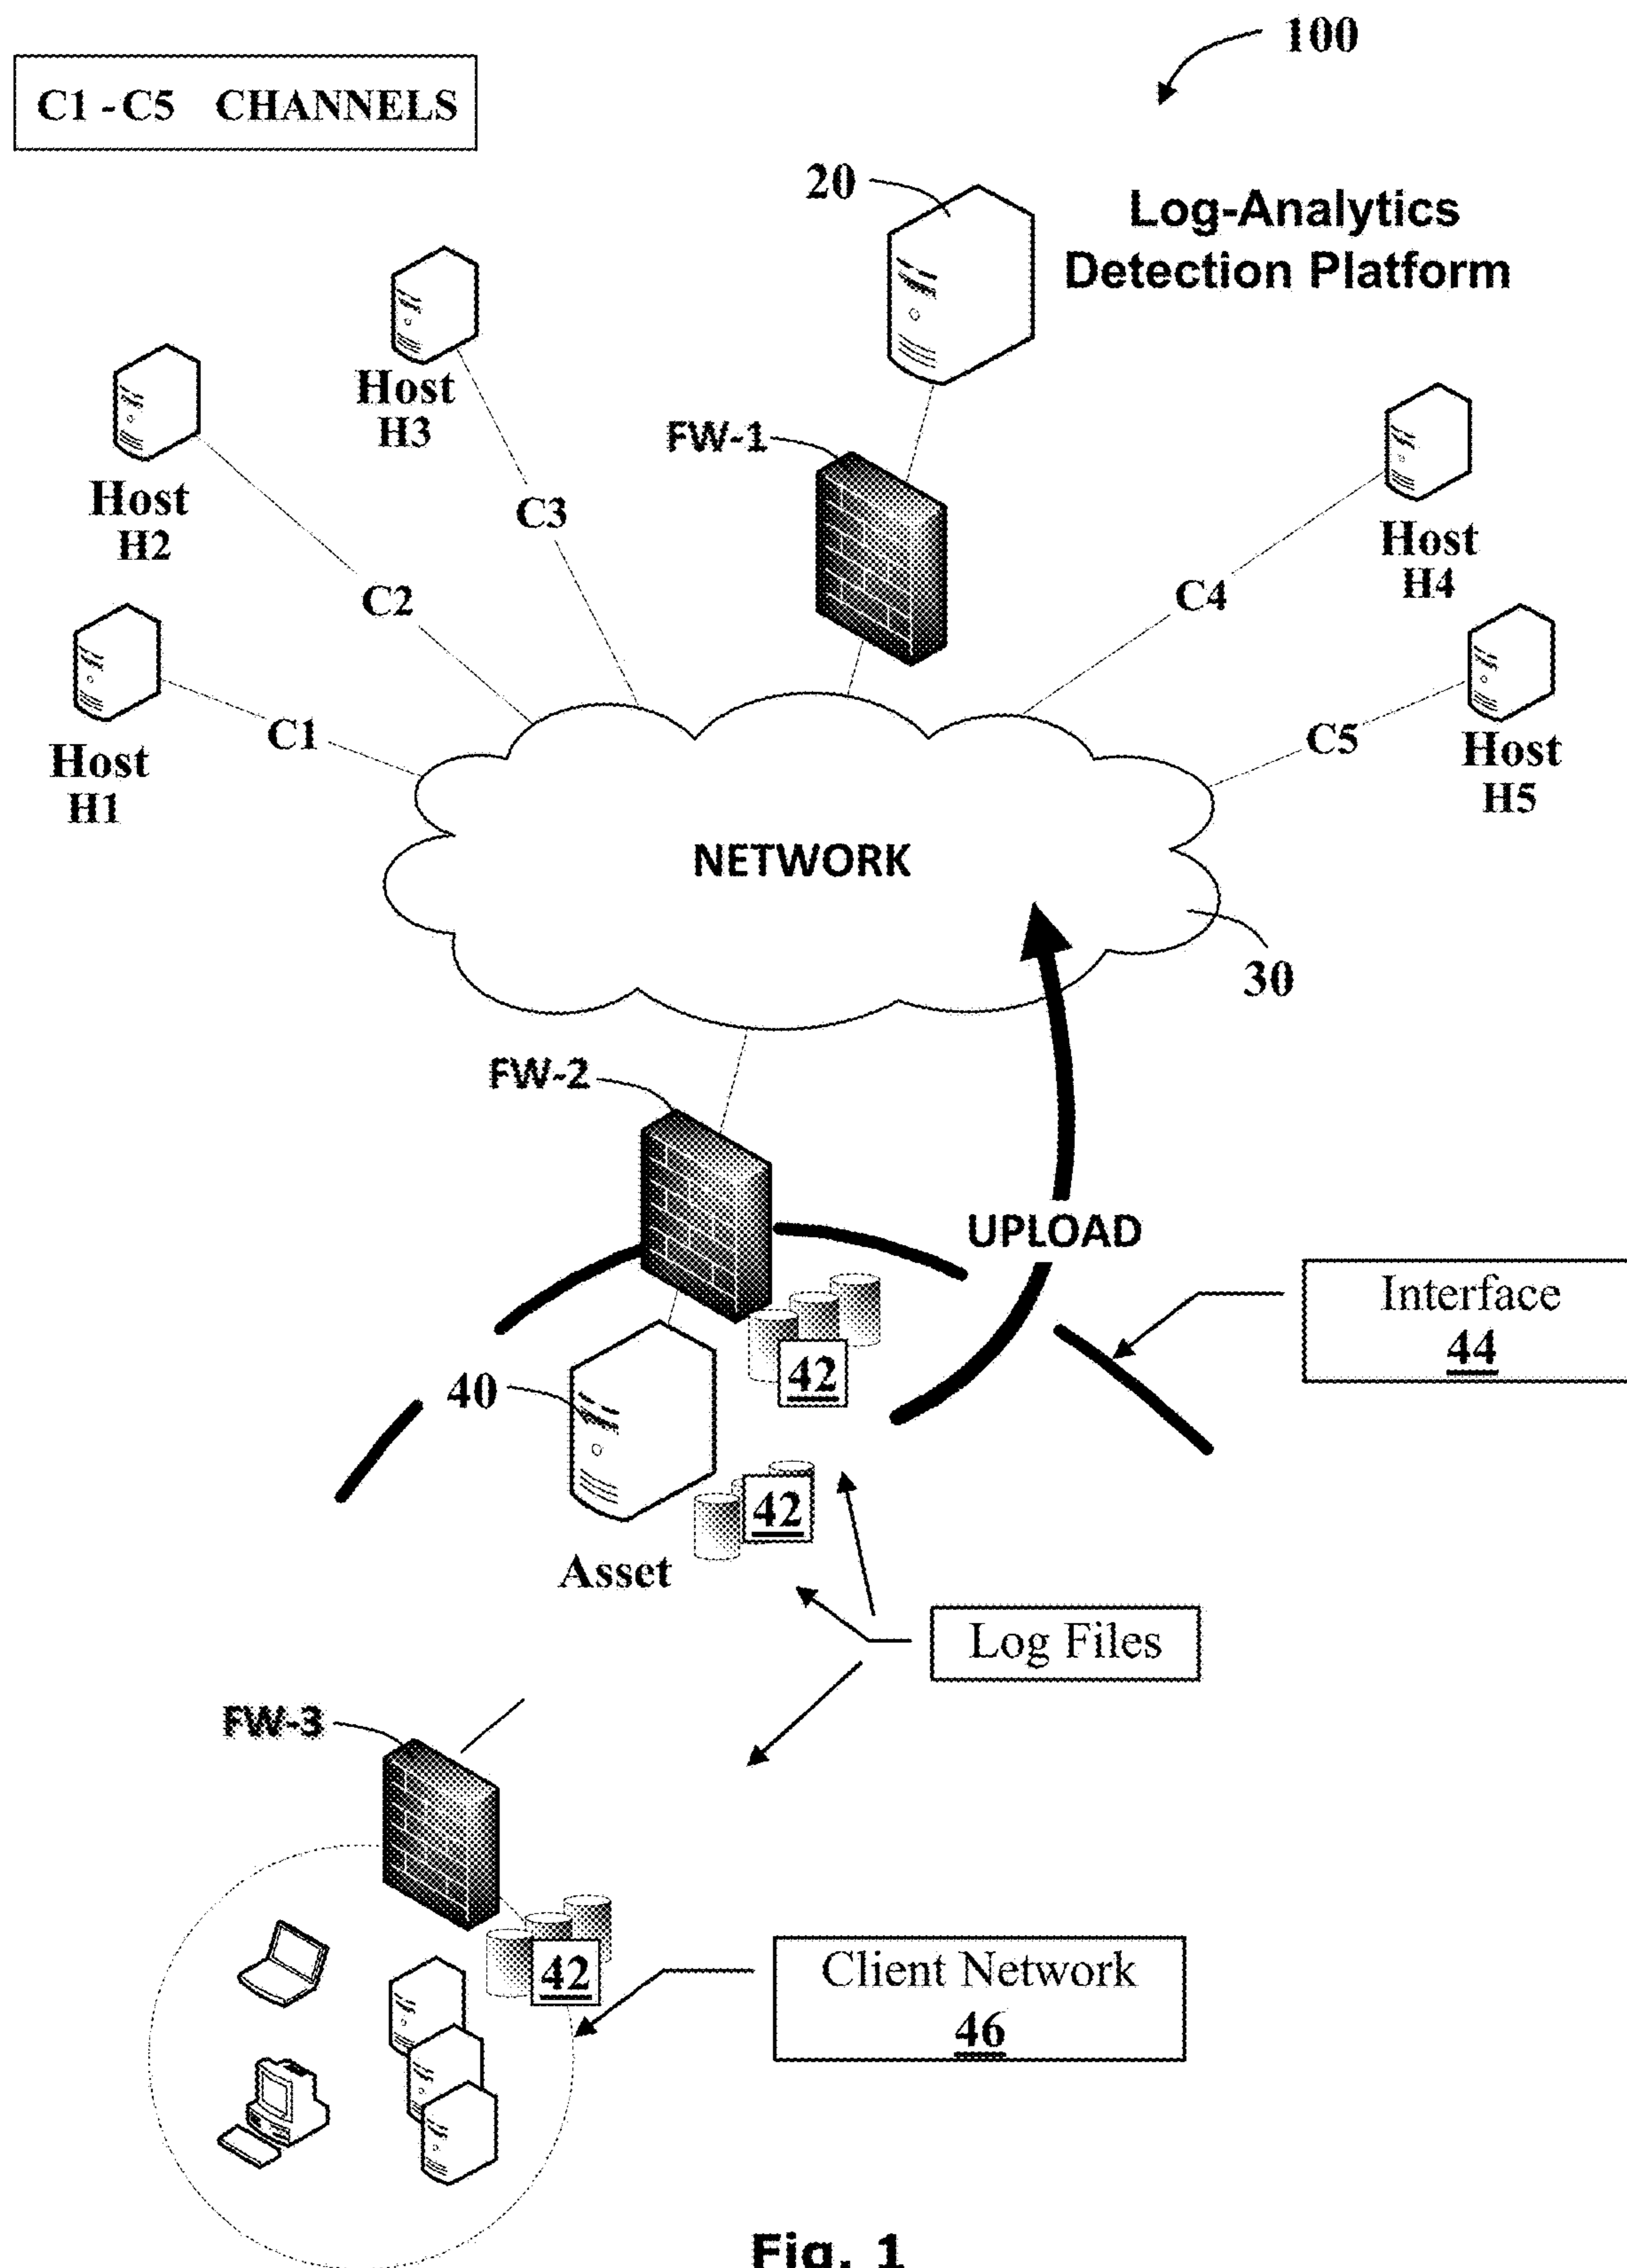 100
C1 - C5 CHANNELS
20
Log-Analytics
Detection Platform
Host
H3
FW-1
Host
H2
C3
Host
H4
C2
C4
Host
H1
C1
C5
Host
H5
NETWORK
30
FW-2
UPLOAD
Interface
44
42
40
42
Asset
Log Files
FW-3
42
Client Network
46
Fig. 1